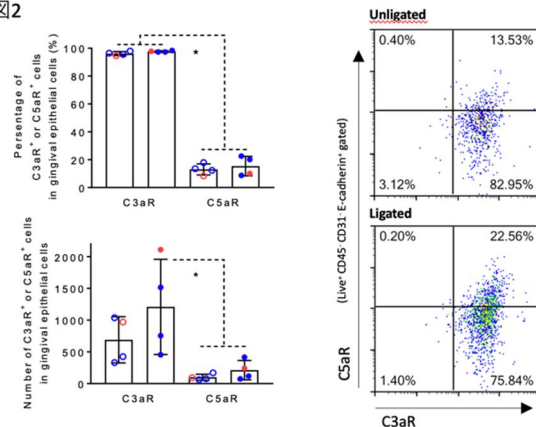 図2
Percentage of
C3aR⁺ or C5aR⁺ cells
in gingival epithelial cells (%)
100
80
60
40
20
0
*
C3aR
C5aR
Number of C3aR⁺ or C5aR⁺ cells
in gingival epithelial cells
2000
1500
1000
500
0
*
C3aR
C5aR
Unligated
0.40%
13.53%
3.12%
82.95%
Ligated
0.20%
22.56%
1.40%
75.84%
C5aR
(Live⁺ CD45⁻ CD31⁻ E-cadherin⁺ gated)
C3aR